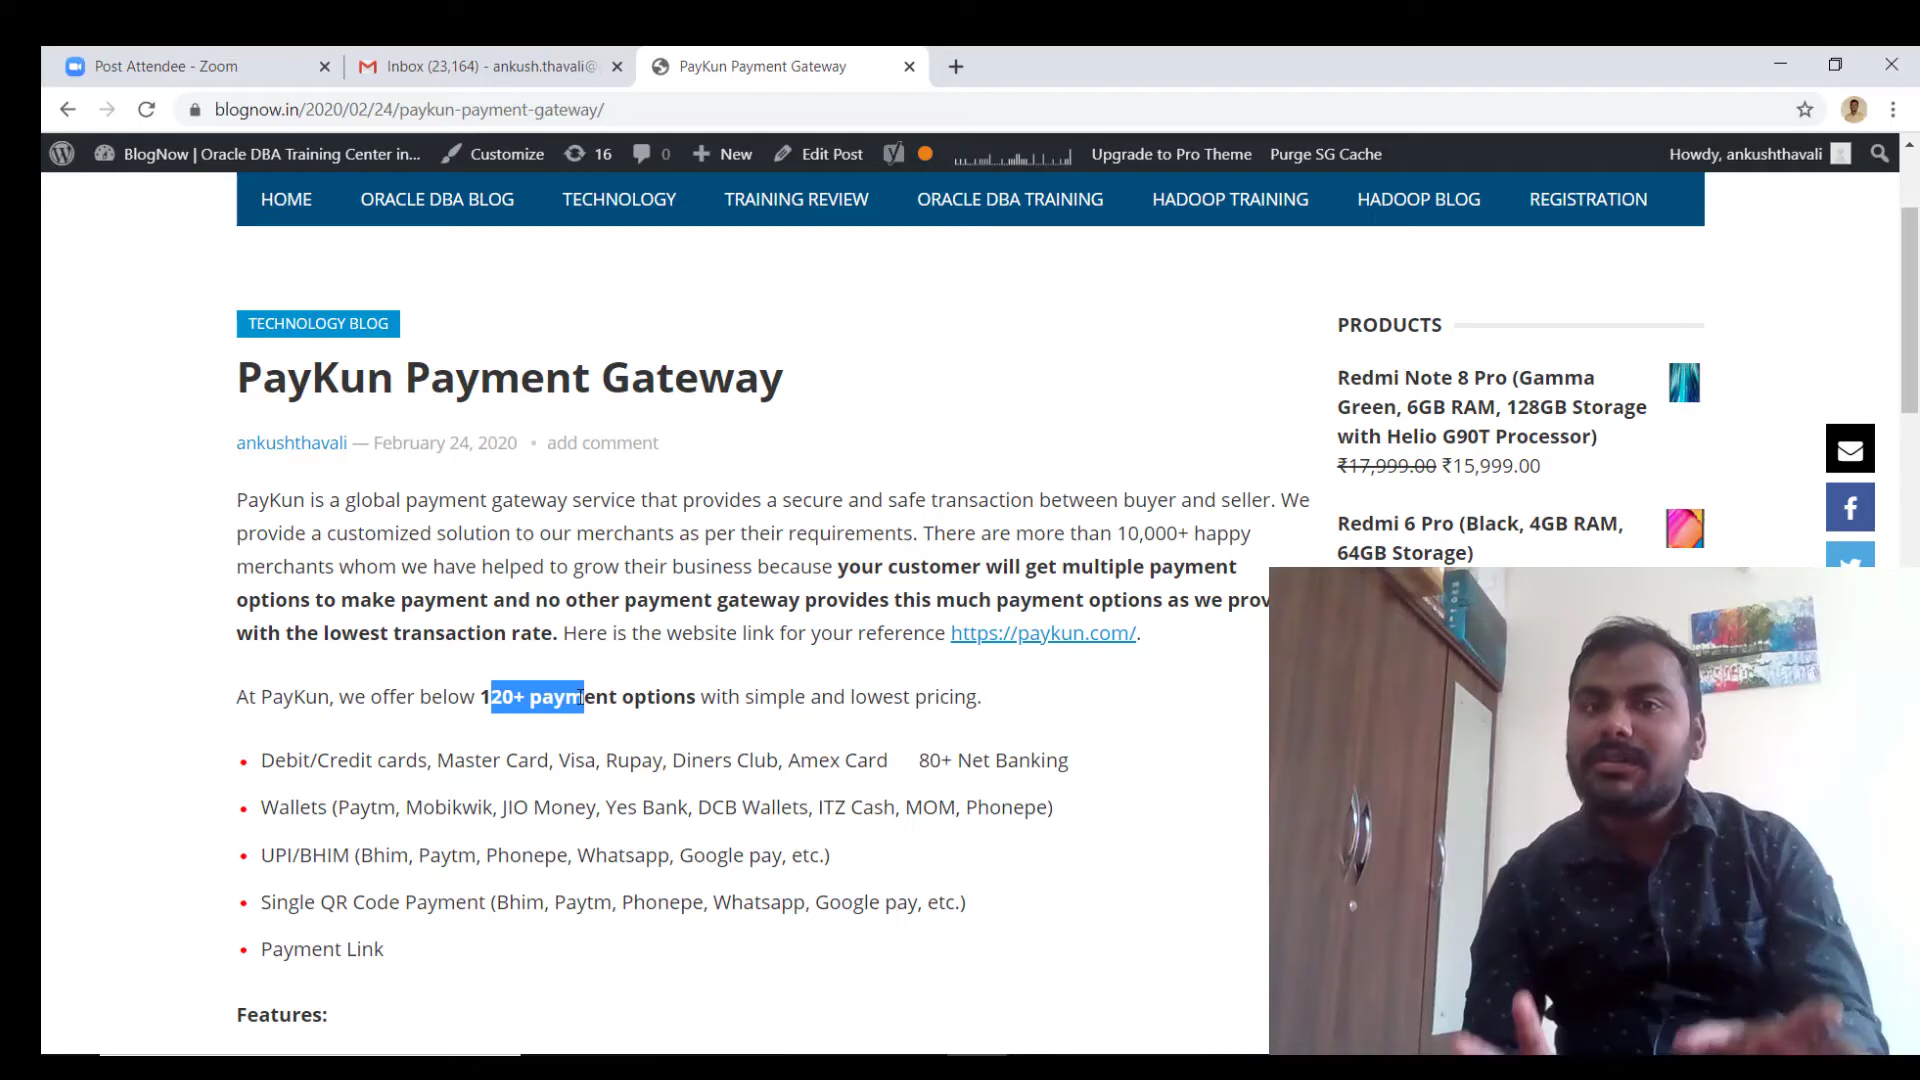 Post Attendee - Zoom
Inbox (23,164) - ankush.thavali@
PayKun Payment Gateway
blognow.in/2020/02/24/paykun-payment-gateway/
BlogNow | Oracle DBA Training Center in... Customize 16 0 New Edit Post Upgrade to Pro Theme Purge SG Cache Howdy, ankushthavali
HOME ORACLE DBA BLOG TECHNOLOGY TRAINING REVIEW ORACLE DBA TRAINING HADOOP TRAINING HADOOP BLOG REGISTRATION
TECHNOLOGY BLOG
PayKun Payment Gateway
ankushthavali — February 24, 2020 • add comment
PayKun is a global payment gateway service that provides a secure and safe transaction between buyer and seller. We
provide a customized solution to our merchants as per their requirements. There are more than 10,000+ happy
merchants whom we have helped to grow their business because your customer will get multiple payment
options to make payment and no other payment gateway provides this much payment options as we prov
with the lowest transaction rate. Here is the website link for your reference https://paykun.com/.
At PayKun, we offer below 120+ payment options with simple and lowest pricing.
• Debit/Credit cards, Master Card, Visa, Rupay, Diners Club, Amex Card 80+ Net Banking
• Wallets (Paytm, Mobikwik, JIO Money, Yes Bank, DCB Wallets, ITZ Cash, MOM, Phonepe)
• UPI/BHIM (Bhim, Paytm, Phonepe, Whatsapp, Google pay, etc.)
• Single QR Code Payment (Bhim, Paytm, Phonepe, Whatsapp, Google pay, etc.)
• Payment Link
Features:
PRODUCTS
Redmi Note 8 Pro (Gamma
Green, 6GB RAM, 128GB Storage
with Helio G90T Processor)
₹17,999.00 ₹15,999.00
Redmi 6 Pro (Black, 4GB RAM,
64GB Storage)